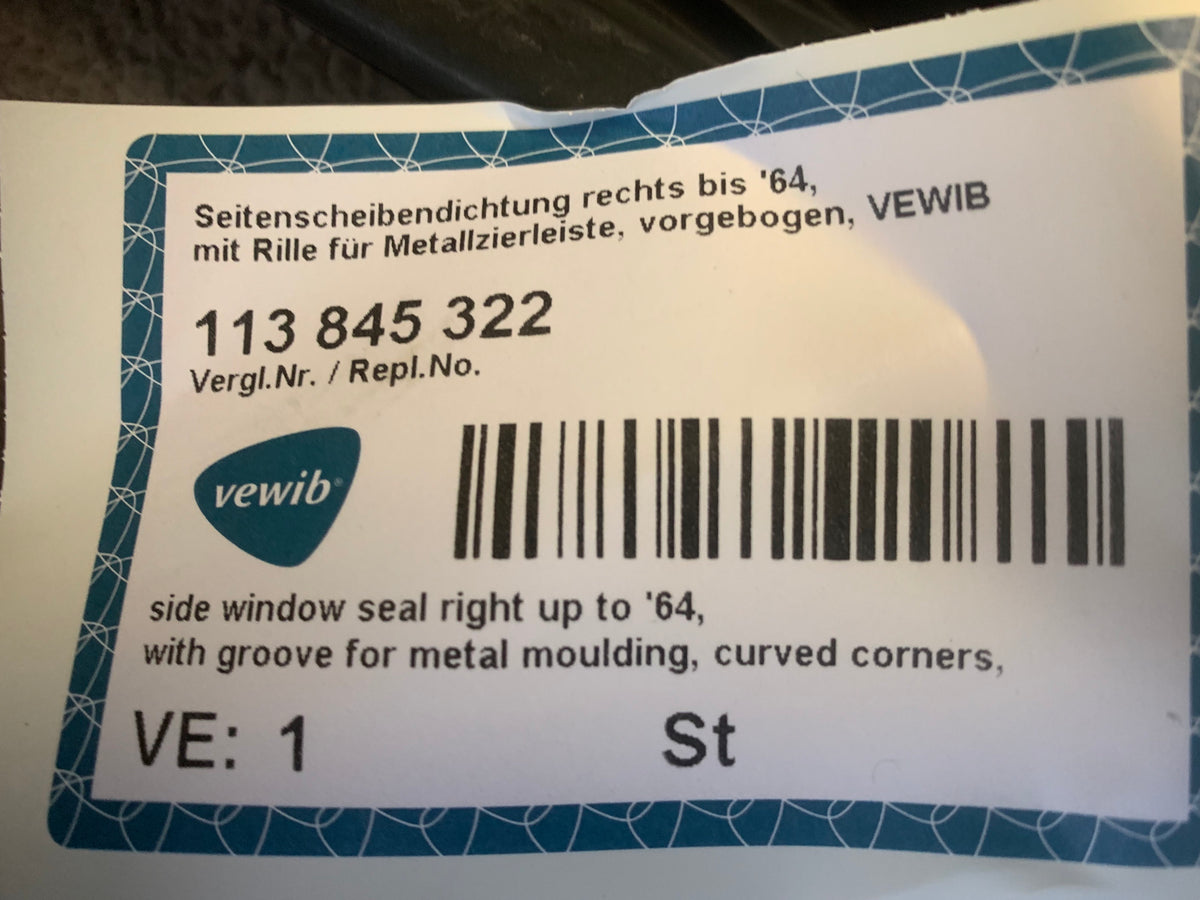 Seitenscheibendichtung rechts bis '64,
mit Rille für Metallzierleiste, vorgebogen, VEWIB
113 845 322
Vergl.Nr. / Repl.No.
vewib®
side window seal right up to '64,
with groove for metal moulding, curved corners,
VE: 1 St